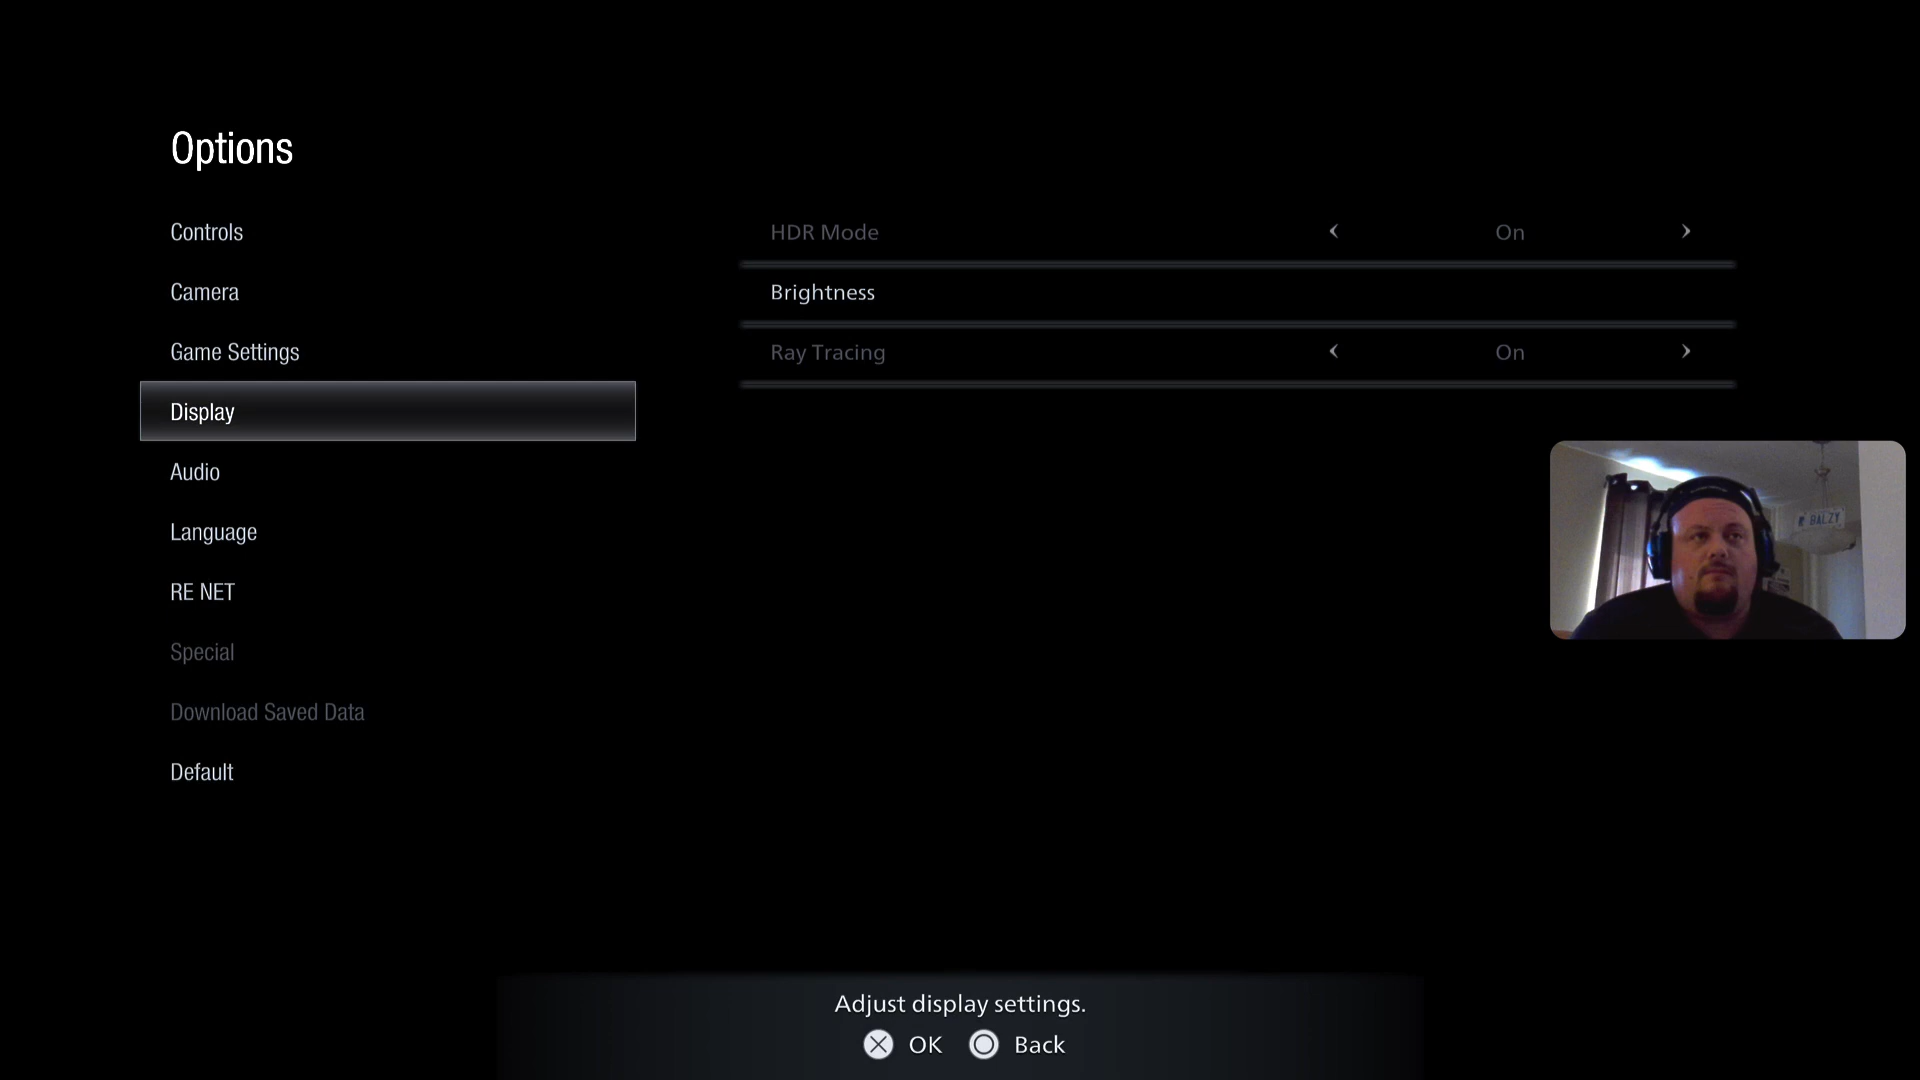 Options
Controls
Camera
Game Settings
Display
Audio
Language
RE NET
Special
Download Saved Data
Default
HDR Mode On
Brightness
Ray Tracing On
BALZY
Adjust display settings.
OK Back